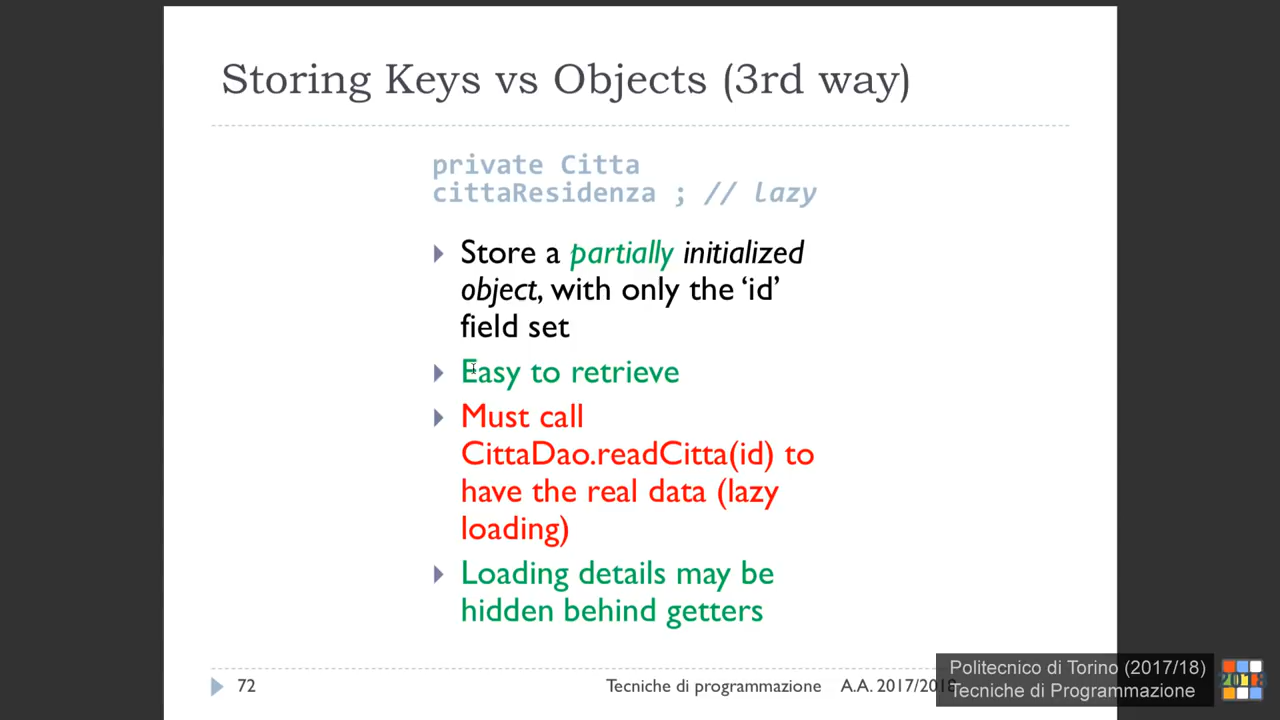 Storing Keys vs Objects (3rd way)
private Citta
cittaResidenza ; // lazy
Store a partially initialized
object, with only the ‘id’
field set
Easy to retrieve
Must call
CittaDao.readCitta(id) to
have the real data (lazy
loading)
Loading details may be
hidden behind getters
72
Tecniche di programmazione A.A. 2017/2018
Politecnico di Torino (2017/18)
Tecniche di Programmazione
2018